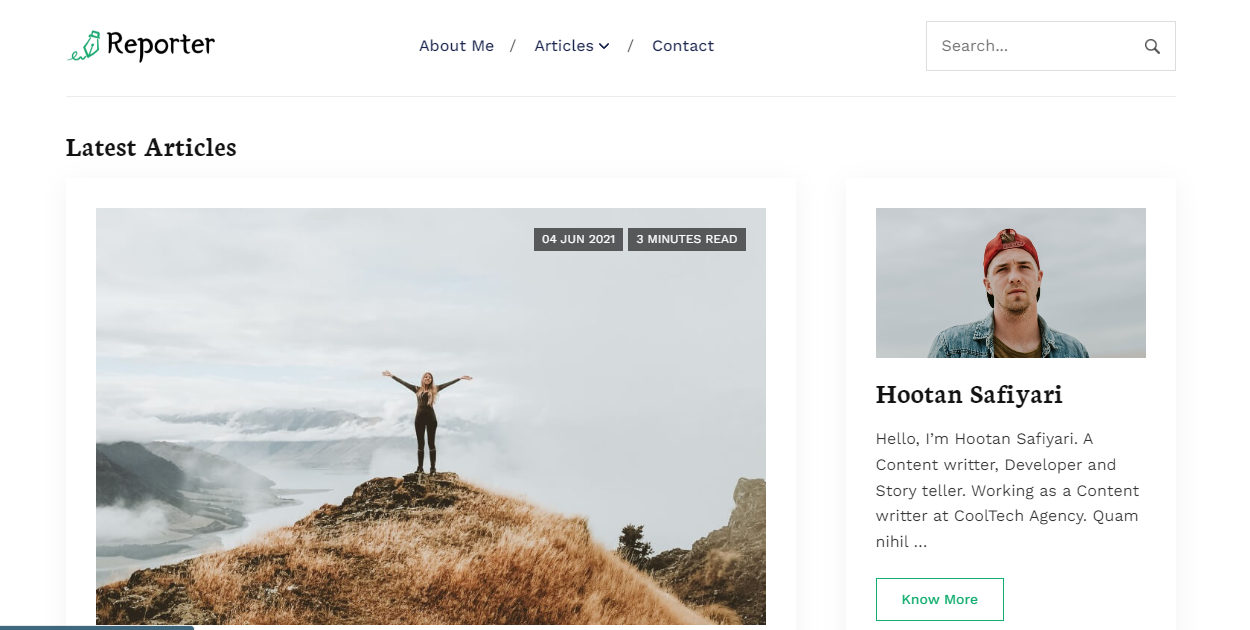 Reporter
About Me / Articles / Contact
Search...
Latest Articles
04 JUN 2021 3 MINUTES READ
Hootan Safiyari
Hello, I’m Hootan Safiyari. A
Content writter, Developer and
Story teller. Working as a Content
writter at CoolTech Agency. Quam
nihil ...
Know More